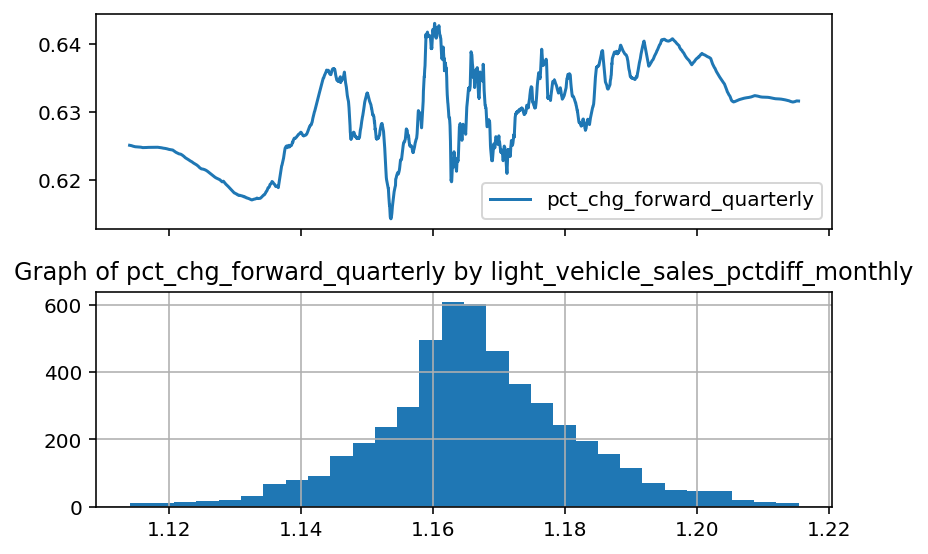 0.64
0.63
0.62
pct_chg_forward_quarterly
Graph of pct_chg_forward_quarterly by light_vehicle_sales_pctdiff_monthly
600
400
200
0
1.12 1.14 1.16 1.18 1.20 1.22